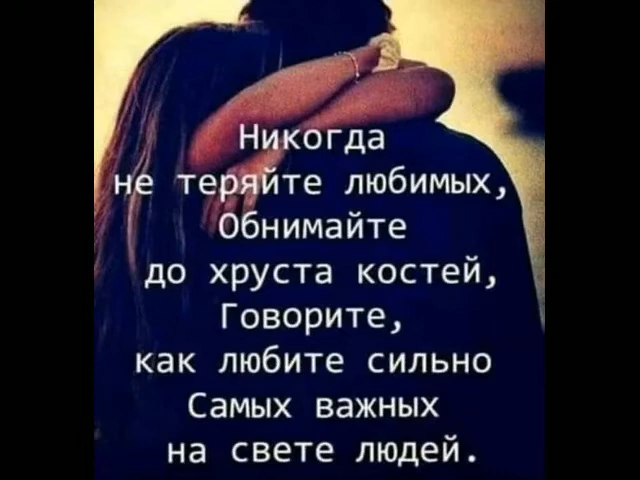 Никогда
не теряйте любимых,
Обнимайте
до хруста костей,
Говорите,
как любите сильно
Самых важных
на свете людей.